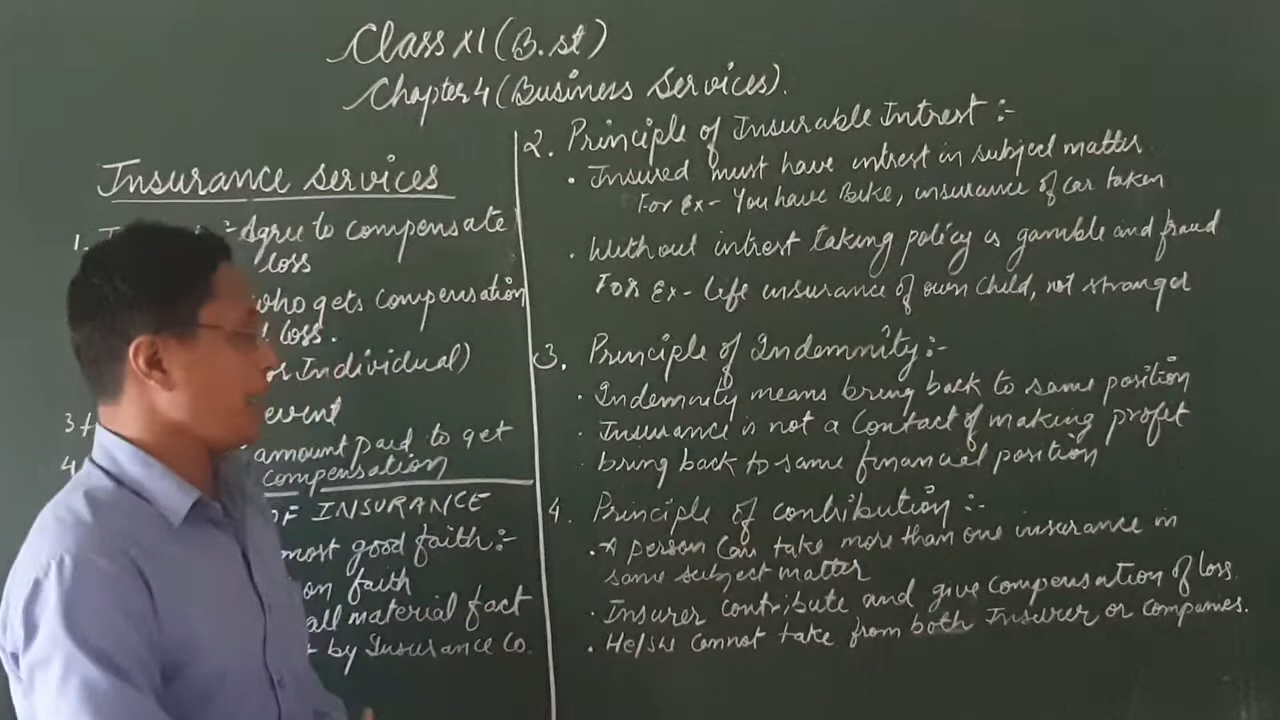 Class XI (B.st)
Chapter 4 (Business Services).
Insurance services
1. :- Agree to compensate
loss
who gets compensation
loss.
or Individual)
3 event
4 amount paid to get
compensation
OF INSURANCE
most good faith:-
on faith
all material fact
by Insurance Co.
2. Principle of Insurable Intrest :-
• Insured must have intrest in subject matter
For Ex - You have Bike, insurance of car taken
• Without intrest taking policy is gamble and fraud
For Ex - Life insurance of own child, not stranger
3. Principle of Indemnity :-
• Indemnity means bring back to same position
• Insurance is not a Contact of making profit
• bring back to same financial position
4. Principle of contribution :-
• A person can take more than one insurance in
same subject matter
• Insurer contribute and give compensation of loss.
• He/She cannot take from both Insurer or companies.